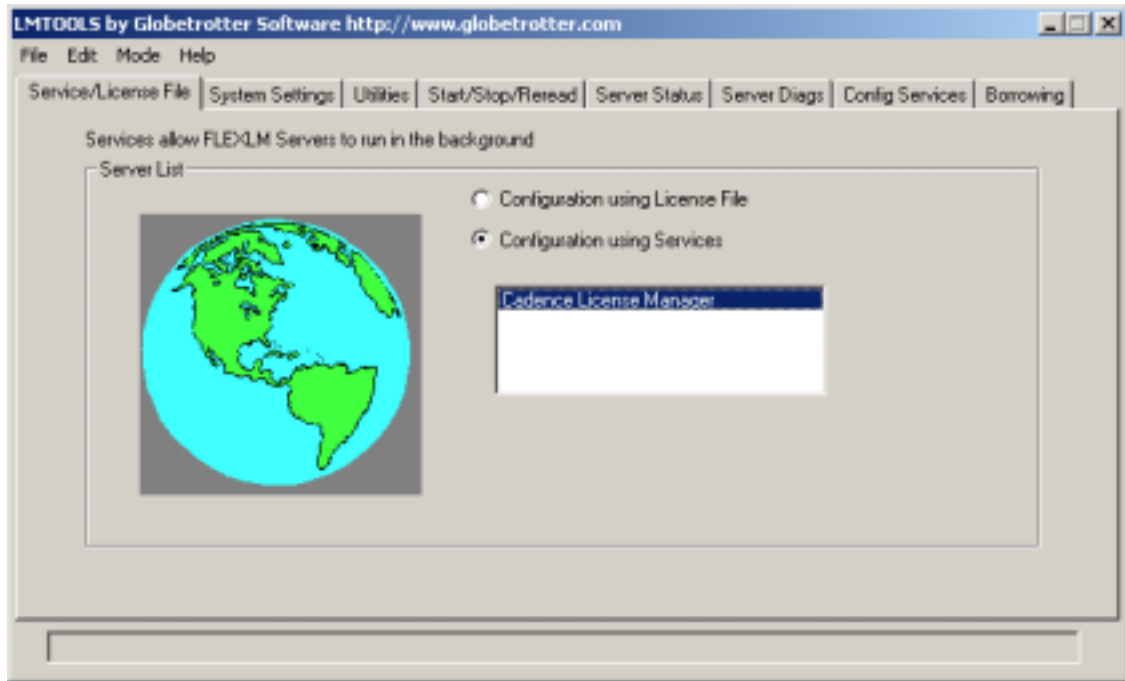 LMTOOLS by Globetrotter Software http://www.globetrotter.com
File Edit Mode Help
Service/License File System Settings Utilities Start/Stop/Reread Server Status Server Diags Config Services Borrowing
Services allow FLEXLM Servers to run in the background
Server List
Configuration using License File
Configuration using Services
Cadence License Manager